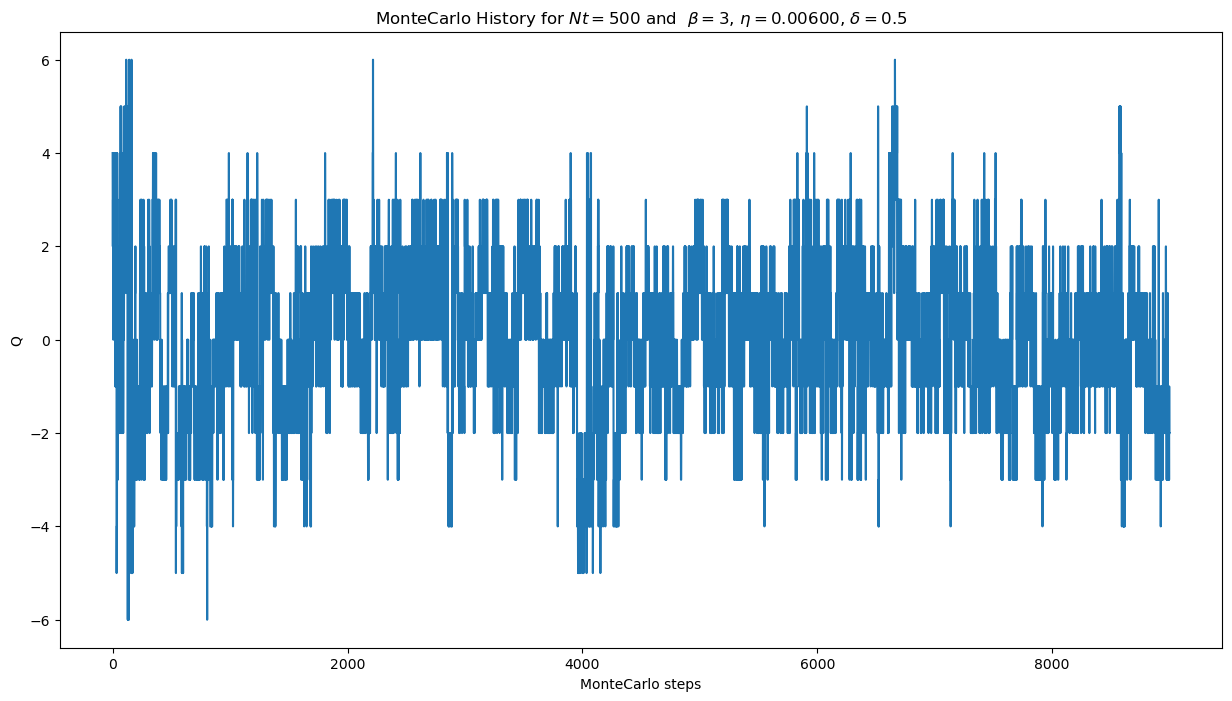 MonteCarlo History for Nt = 500 and β = 3, η = 0.00600, δ = 0.5
Q
6
4
2
0
−2
−4
−6
0 2000 4000 6000 8000
MonteCarlo steps